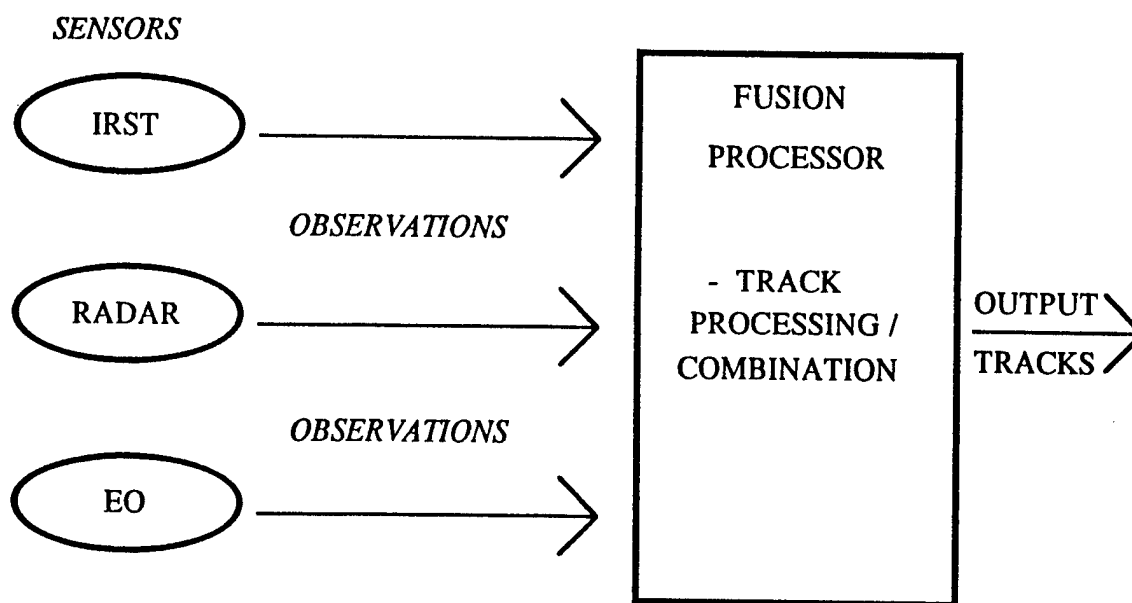 SENSORS
IRST
OBSERVATIONS
RADAR
OBSERVATIONS
EO
FUSION
PROCESSOR
- TRACK
PROCESSING /
COMBINATION
OUTPUT
TRACKS